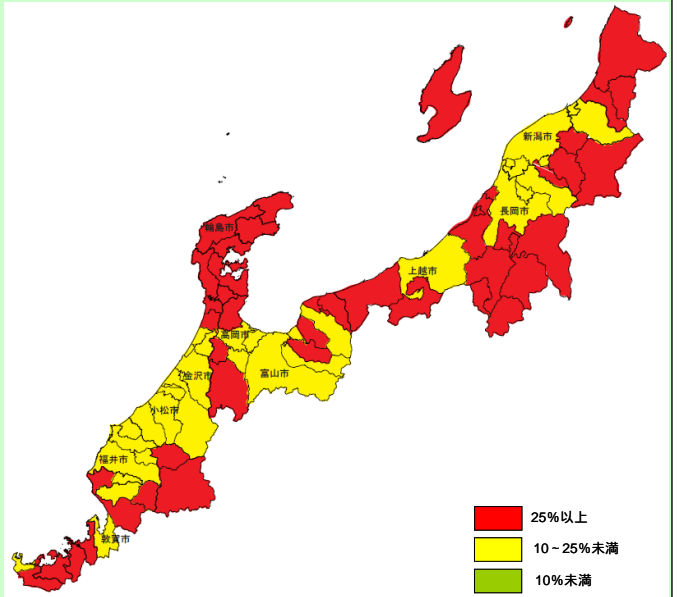 新潟市
長岡市
輪島市
上越市
高岡市
富山市
金沢市
小松市
福井市
敦賀市
25%以上
10~25%未満
10%未満